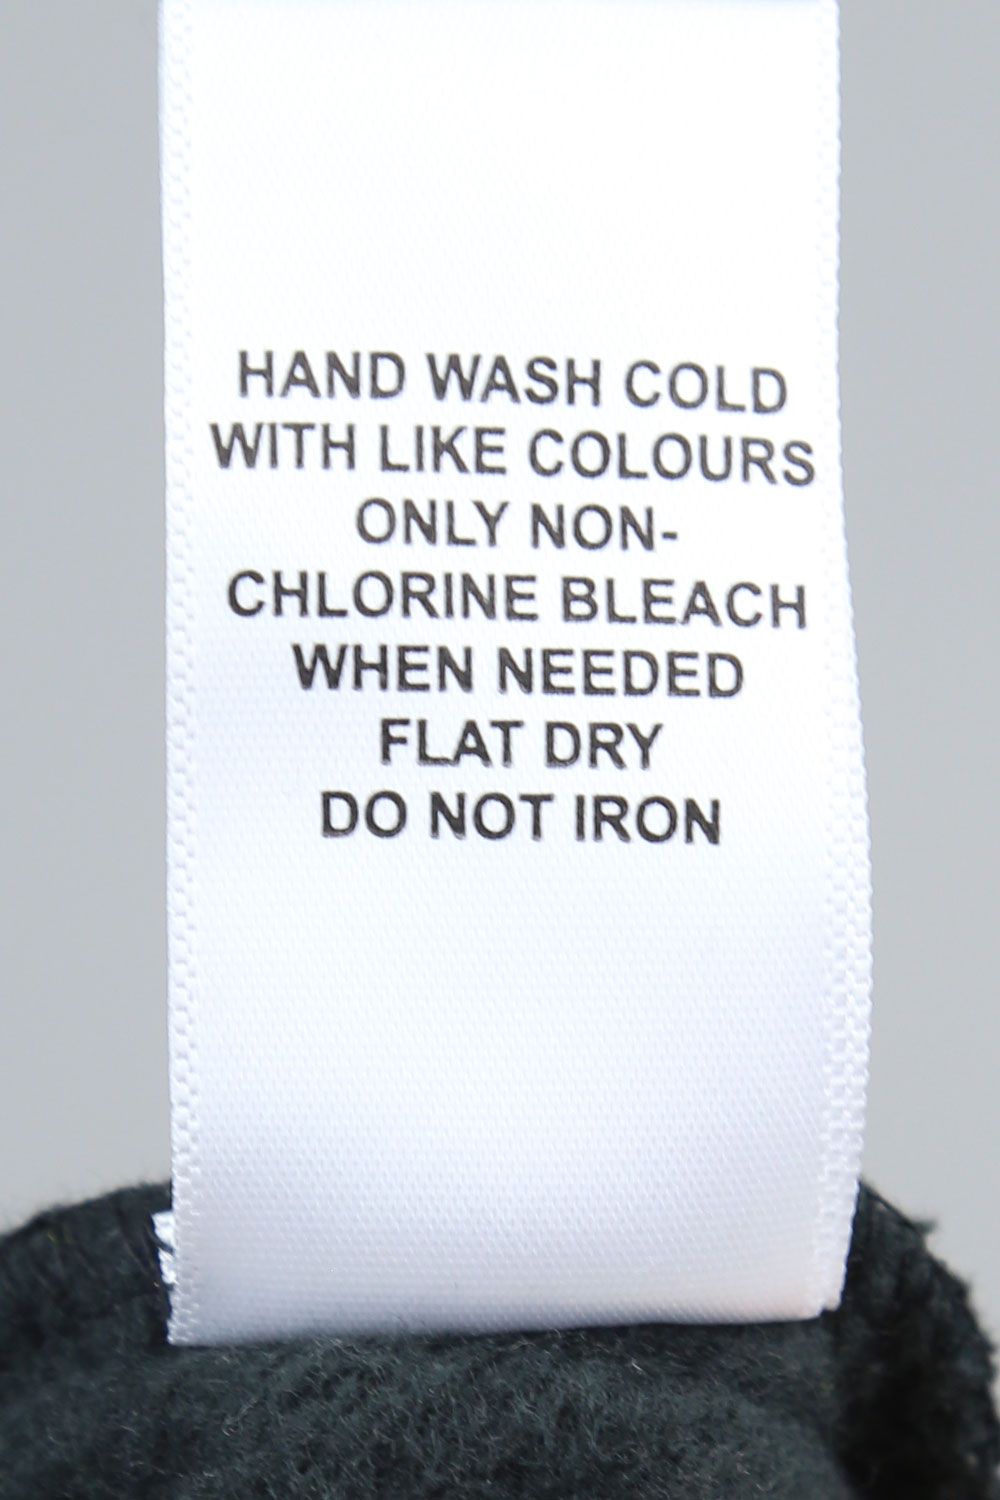 HAND WASH COLD
WITH LIKE COLOURS
ONLY NON-
CHLORINE BLEACH
WHEN NEEDED
FLAT DRY
DO NOT IRON